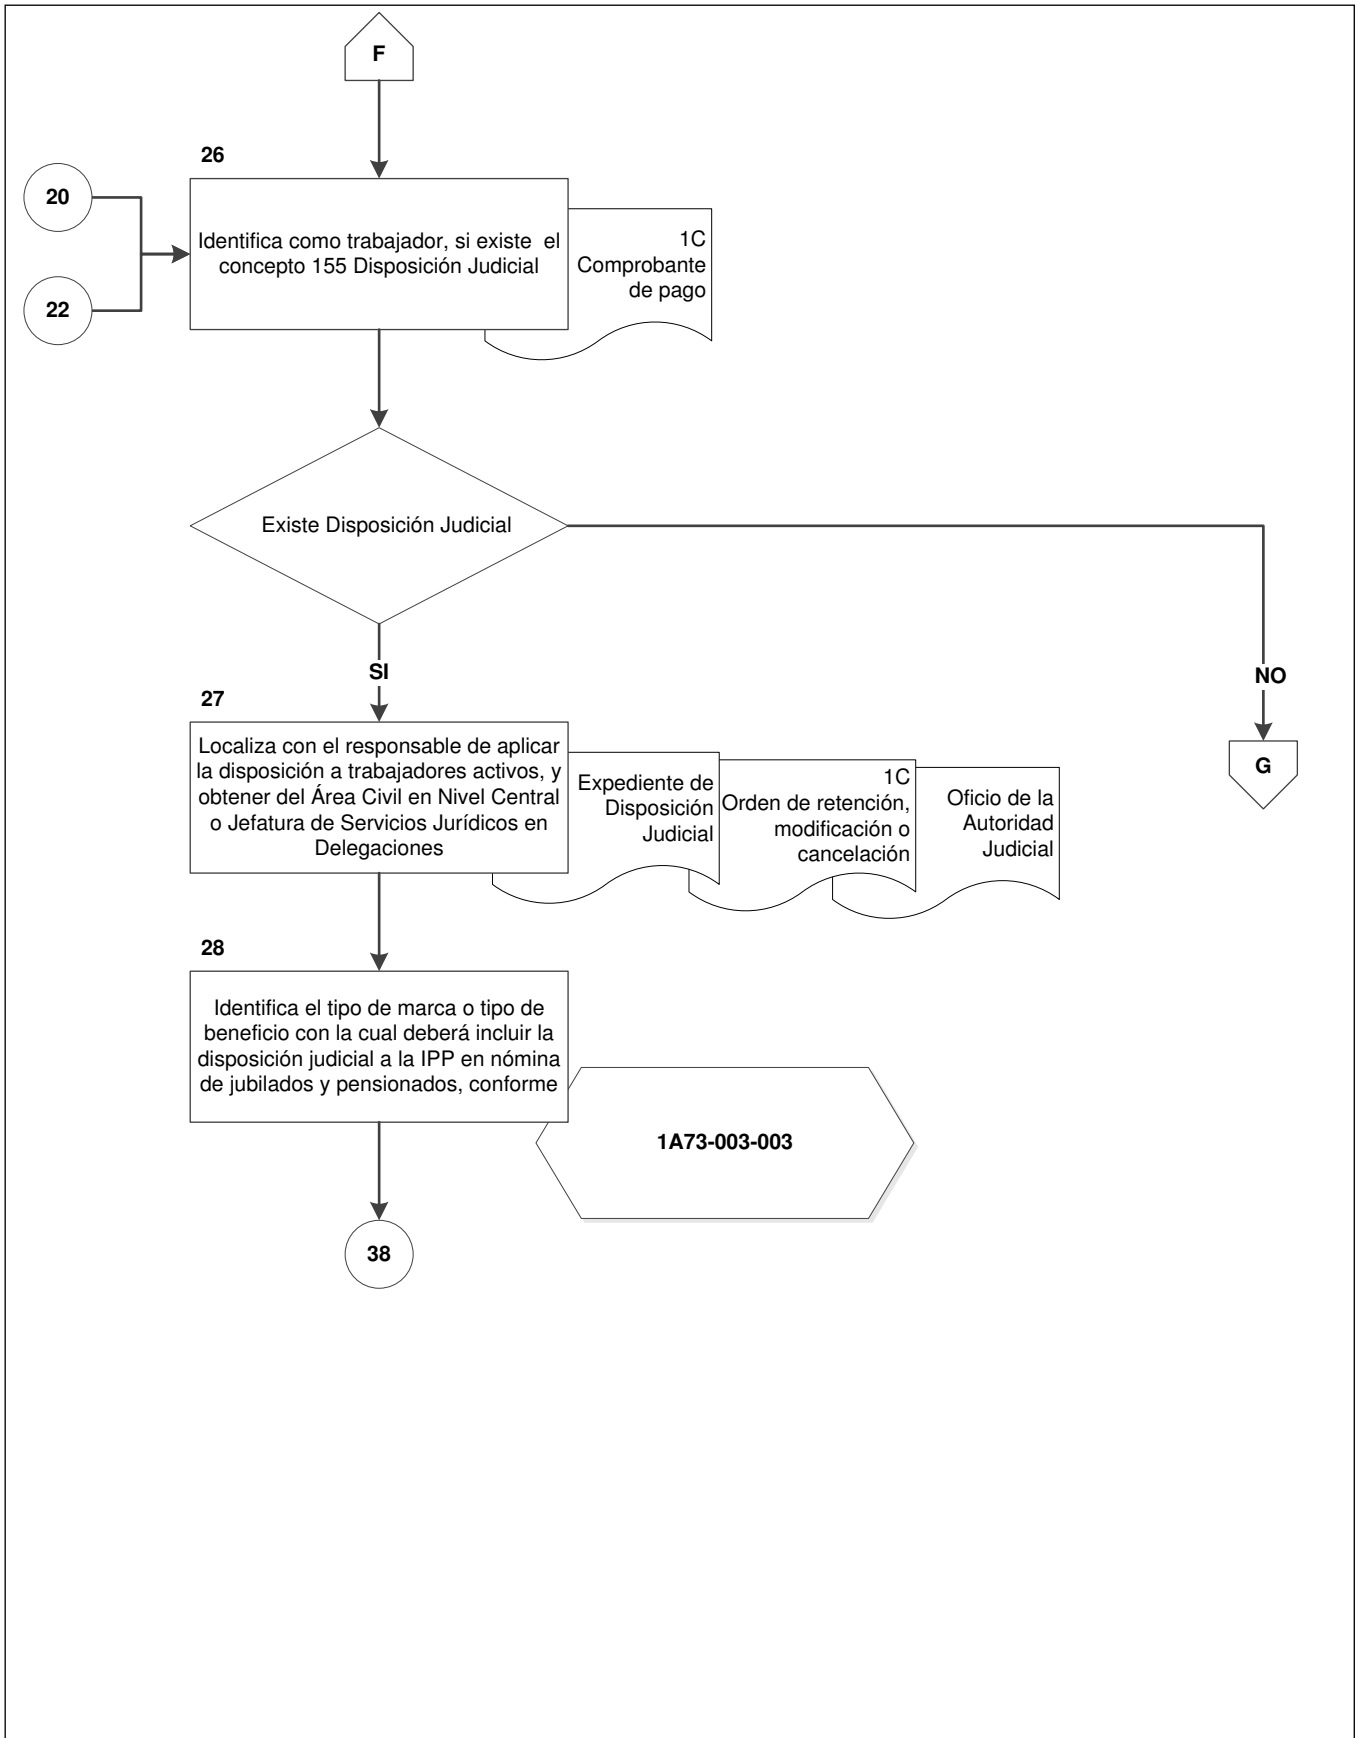 F
26
20
22
Identifica como trabajador, si existe  el
concepto 155 Disposición Judicial
1C
Comprobante
de pago
Existe Disposición Judicial
SI
NO
G
27
Localiza con el responsable de aplicar
la disposición a trabajadores activos, y
obtener del Área Civil en Nivel Central
o Jefatura de Servicios Jurídicos en
Delegaciones
Expediente de
Disposición
Judicial
1C
Orden de retención,
modificación o
cancelación
Oficio de la
Autoridad
Judicial
28
Identifica el tipo de marca o tipo de
beneficio con la cual deberá incluir la
disposición judicial a la IPP en nómina
de jubilados y pensionados, conforme
1A73-003-003
38